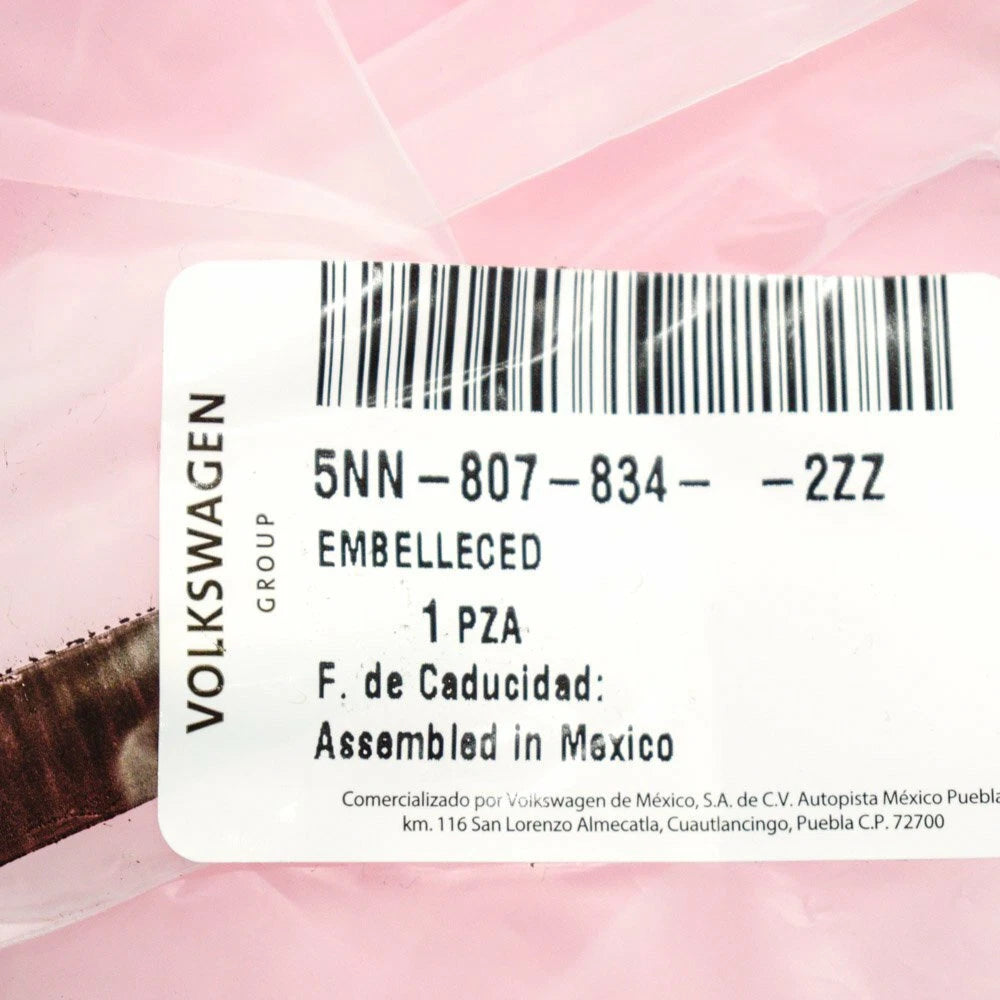 VOLKSWAGEN
GROUP
5NN-807-834- -2ZZ
EMBELLECED
1 PZA
F. de Caducidad:
Assembled in Mexico
Comercializado por Volkswagen de México, S.A. de C.V. Autopista México Puebla
km. 116 San Lorenzo Almecatla, Cuautlancingo, Puebla C.P. 72700